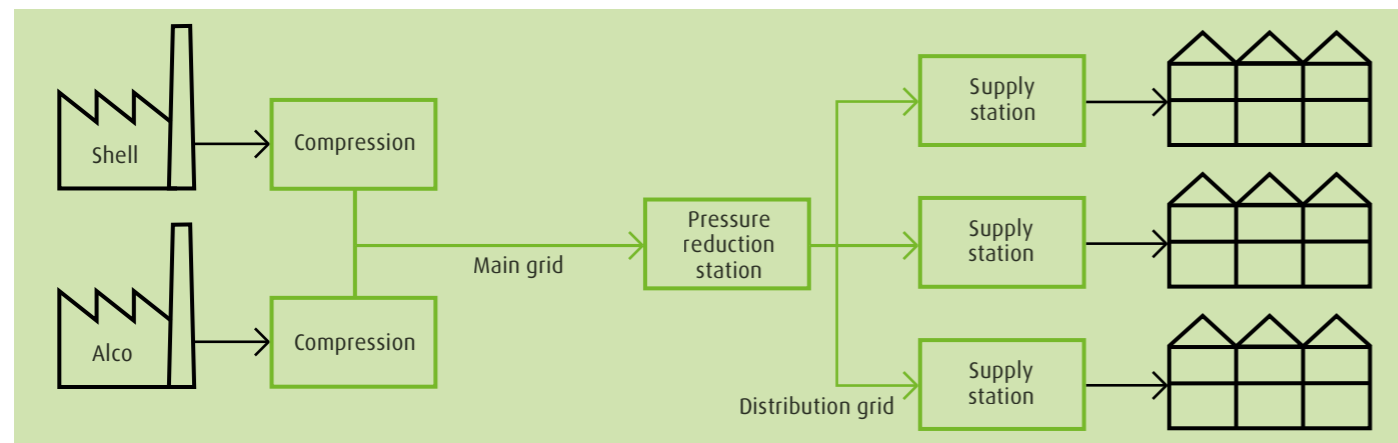 Shell
Compression
Supply
station
Pressure
reduction
station
Main grid
Supply
station
Alco
Compression
Supply
station
Distribution grid